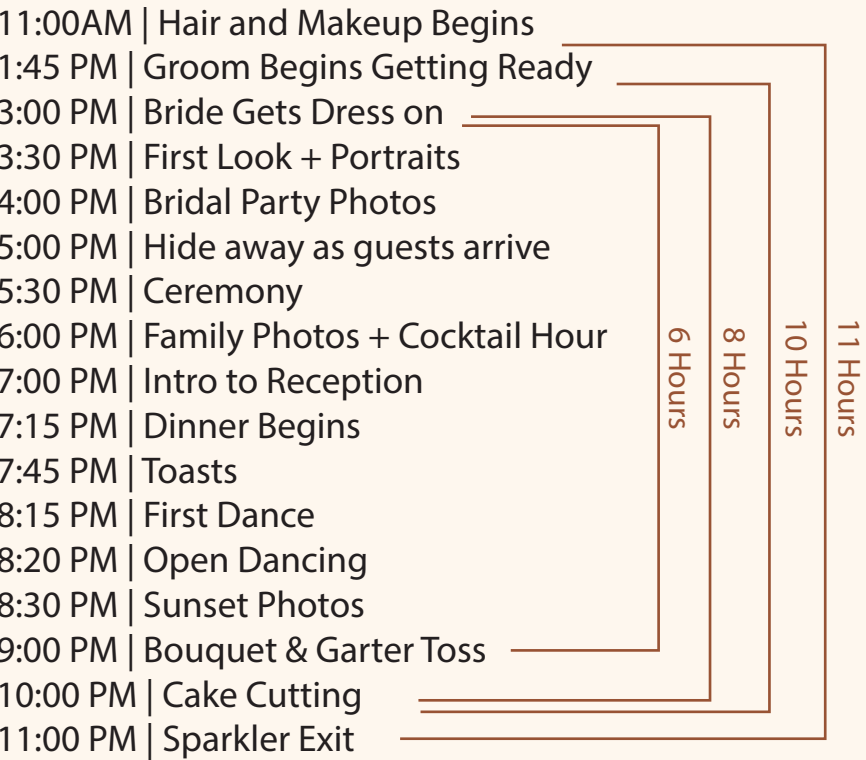 11:00AM | Hair and Makeup Begins
1:45 PM | Groom Begins Getting Ready
3:00 PM | Bride Gets Dress on
3:30 PM | First Look + Portraits
4:00 PM | Bridal Party Photos
5:00 PM | Hide away as guests arrive
5:30 PM | Ceremony
6:00 PM | Family Photos + Cocktail Hour
7:00 PM | Intro to Reception
7:15 PM | Dinner Begins
7:45 PM | Toasts
8:15 PM | First Dance
8:20 PM | Open Dancing
8:30 PM | Sunset Photos
9:00 PM | Bouquet & Garter Toss
10:00 PM | Cake Cutting
11:00 PM | Sparkler Exit
6 Hours
8 Hours
10 Hours
11 Hours